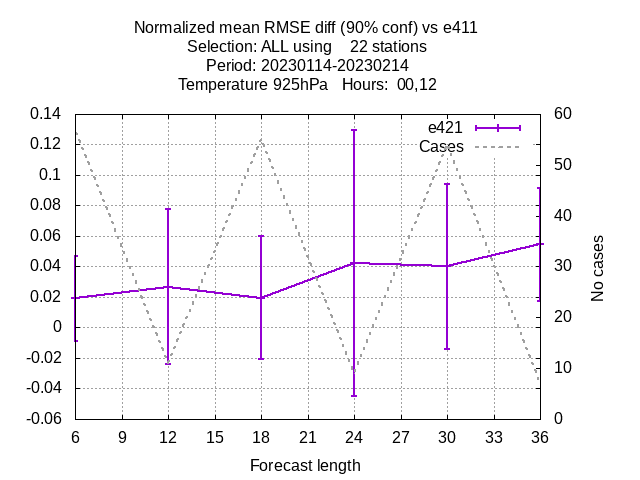 Normalized mean RMSE diff (90% conf) vs e411
Selection: ALL using    22 stations
Period: 20230114-20230214
Temperature 925hPa   Hours:  00,12
0.14
0.12
0.1
0.08
0.06
0.04
0.02
0
-0.02
-0.04
-0.06
e421
Cases
60
50
40
30
20
10
0
No cases
6 9 12 15 18 21 24 27 30 33 36
Forecast length